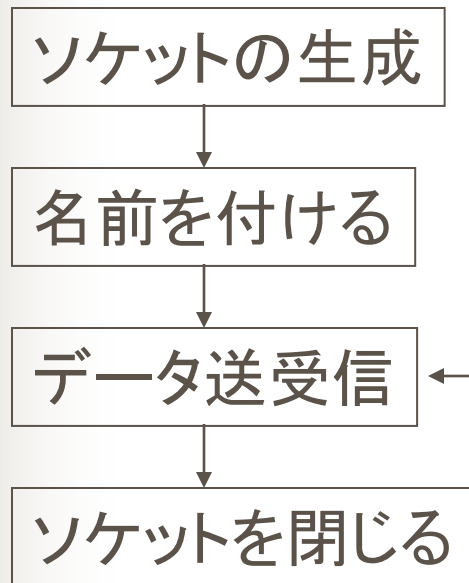 ソケットの生成
名前を付ける
データ送受信
ソケットを閉じる